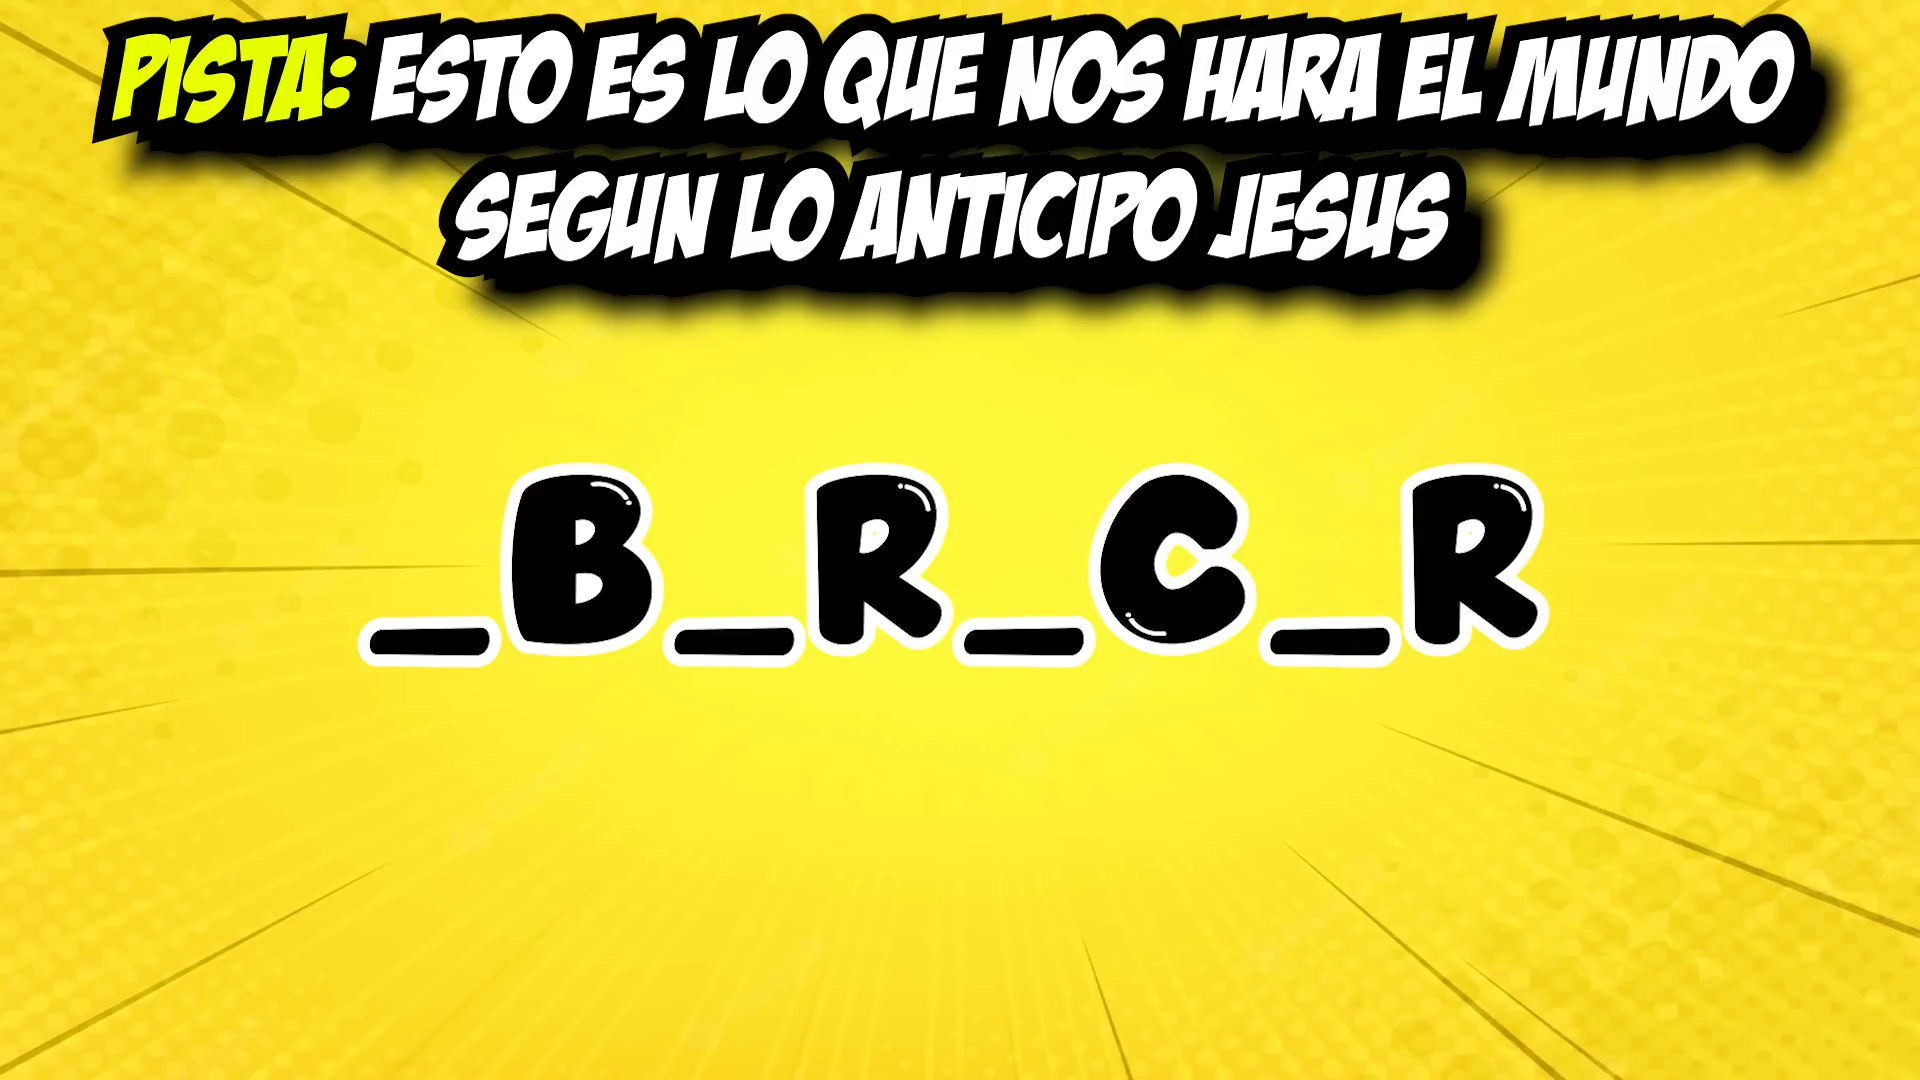 PISTA: ESTO ES LO QUE NOS HARA EL MUNDO
SEGUN LO ANTICIPO JESUS
_B_R_C_R